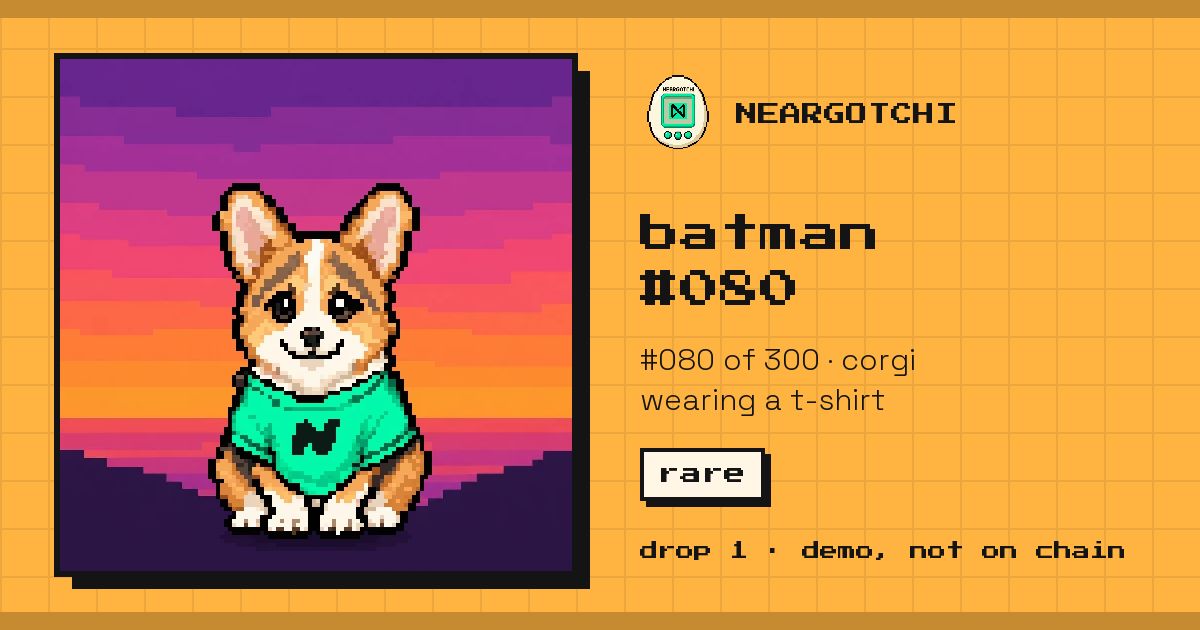 NEARGOTCHI
NEARGOTCHI
batman
#080
#080 of 300 · corgi
wearing a t-shirt
rare
drop 1 · demo, not on chain
N